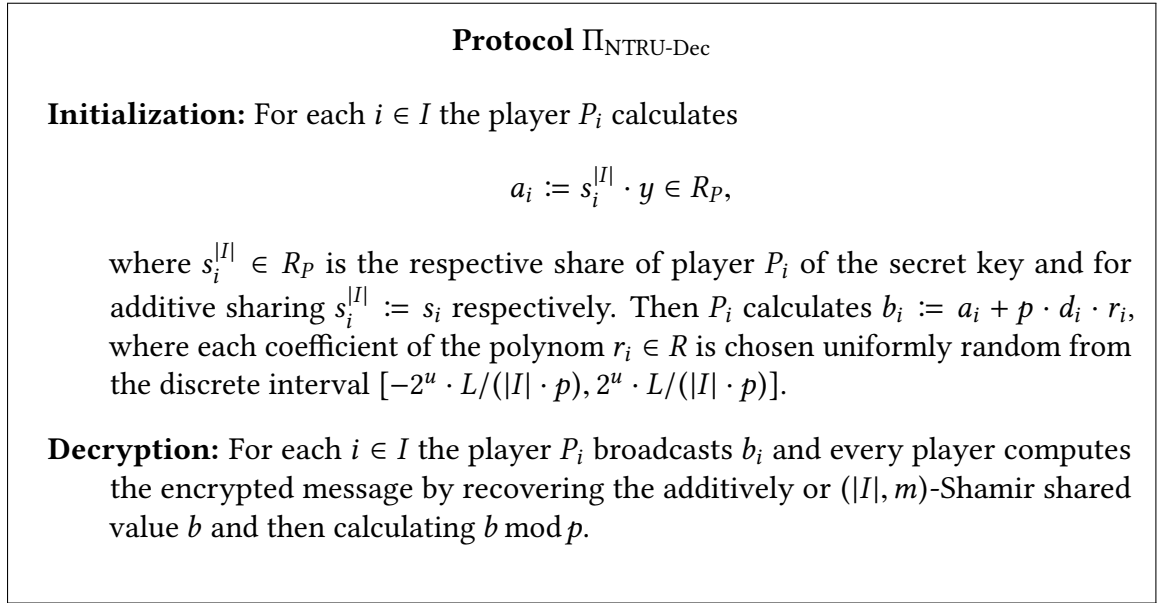 Protocol Π_NTRU-Dec
Initialization: For each i ∈ I the player P_i calculates
a_i ≔ s_i^{|I|} · y ∈ R_P,
where s_i^{|I|} ∈ R_P is the respective share of player P_i of the secret key and for
additive sharing s_i^{|I|} ≔ s_i respectively. Then P_i calculates b_i ≔ a_i + p · d_i · r_i,
where each coefficient of the polynom r_i ∈ R is chosen uniformly random from
the discrete interval [−2^u · L/(|I| · p), 2^u · L/(|I| · p)].
Decryption: For each i ∈ I the player P_i broadcasts b_i and every player computes
the encrypted message by recovering the additively or (|I|, m)-Shamir shared
value b and then calculating b mod p.